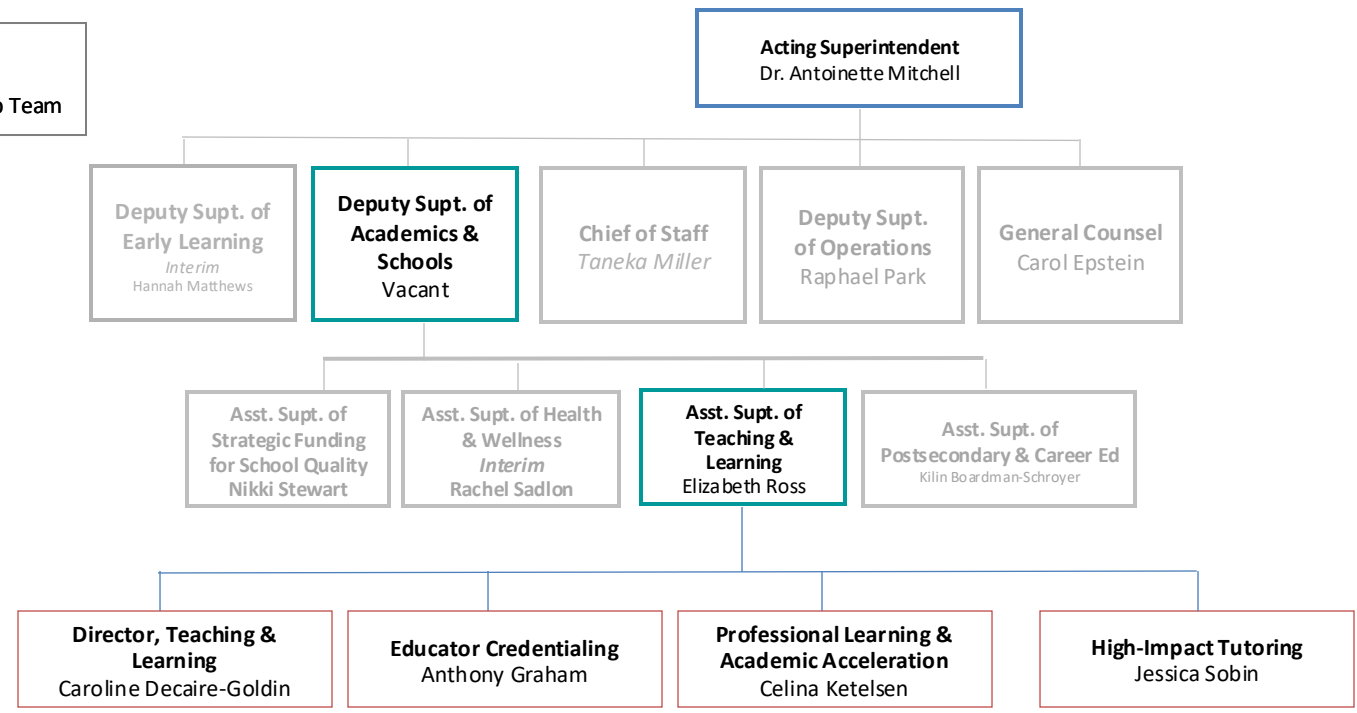 Team
Acting Superintendent
Dr. Antoinette Mitchell
Deputy Supt. of
Early Learning
Interim
Hannah Matthews
Deputy Supt. of
Academics &
Schools
Vacant
Chief of Staff
Taneka Miller
Deputy Supt.
of Operations
Raphael Park
General Counsel
Carol Epstein
Asst. Supt. of
Strategic Funding
for School Quality
Nikki Stewart
Asst. Supt. of Health
& Wellness
Interim
Rachel Sadlon
Asst. Supt. of
Teaching &
Learning
Elizabeth Ross
Asst. Supt. of
Postsecondary & Career Ed
Kilin Boardman-Schroyer
Director, Teaching &
Learning
Caroline Decaire-Goldin
Educator Credentialing
Anthony Graham
Professional Learning &
Academic Acceleration
Celina Ketelsen
High-Impact Tutoring
Jessica Sobin